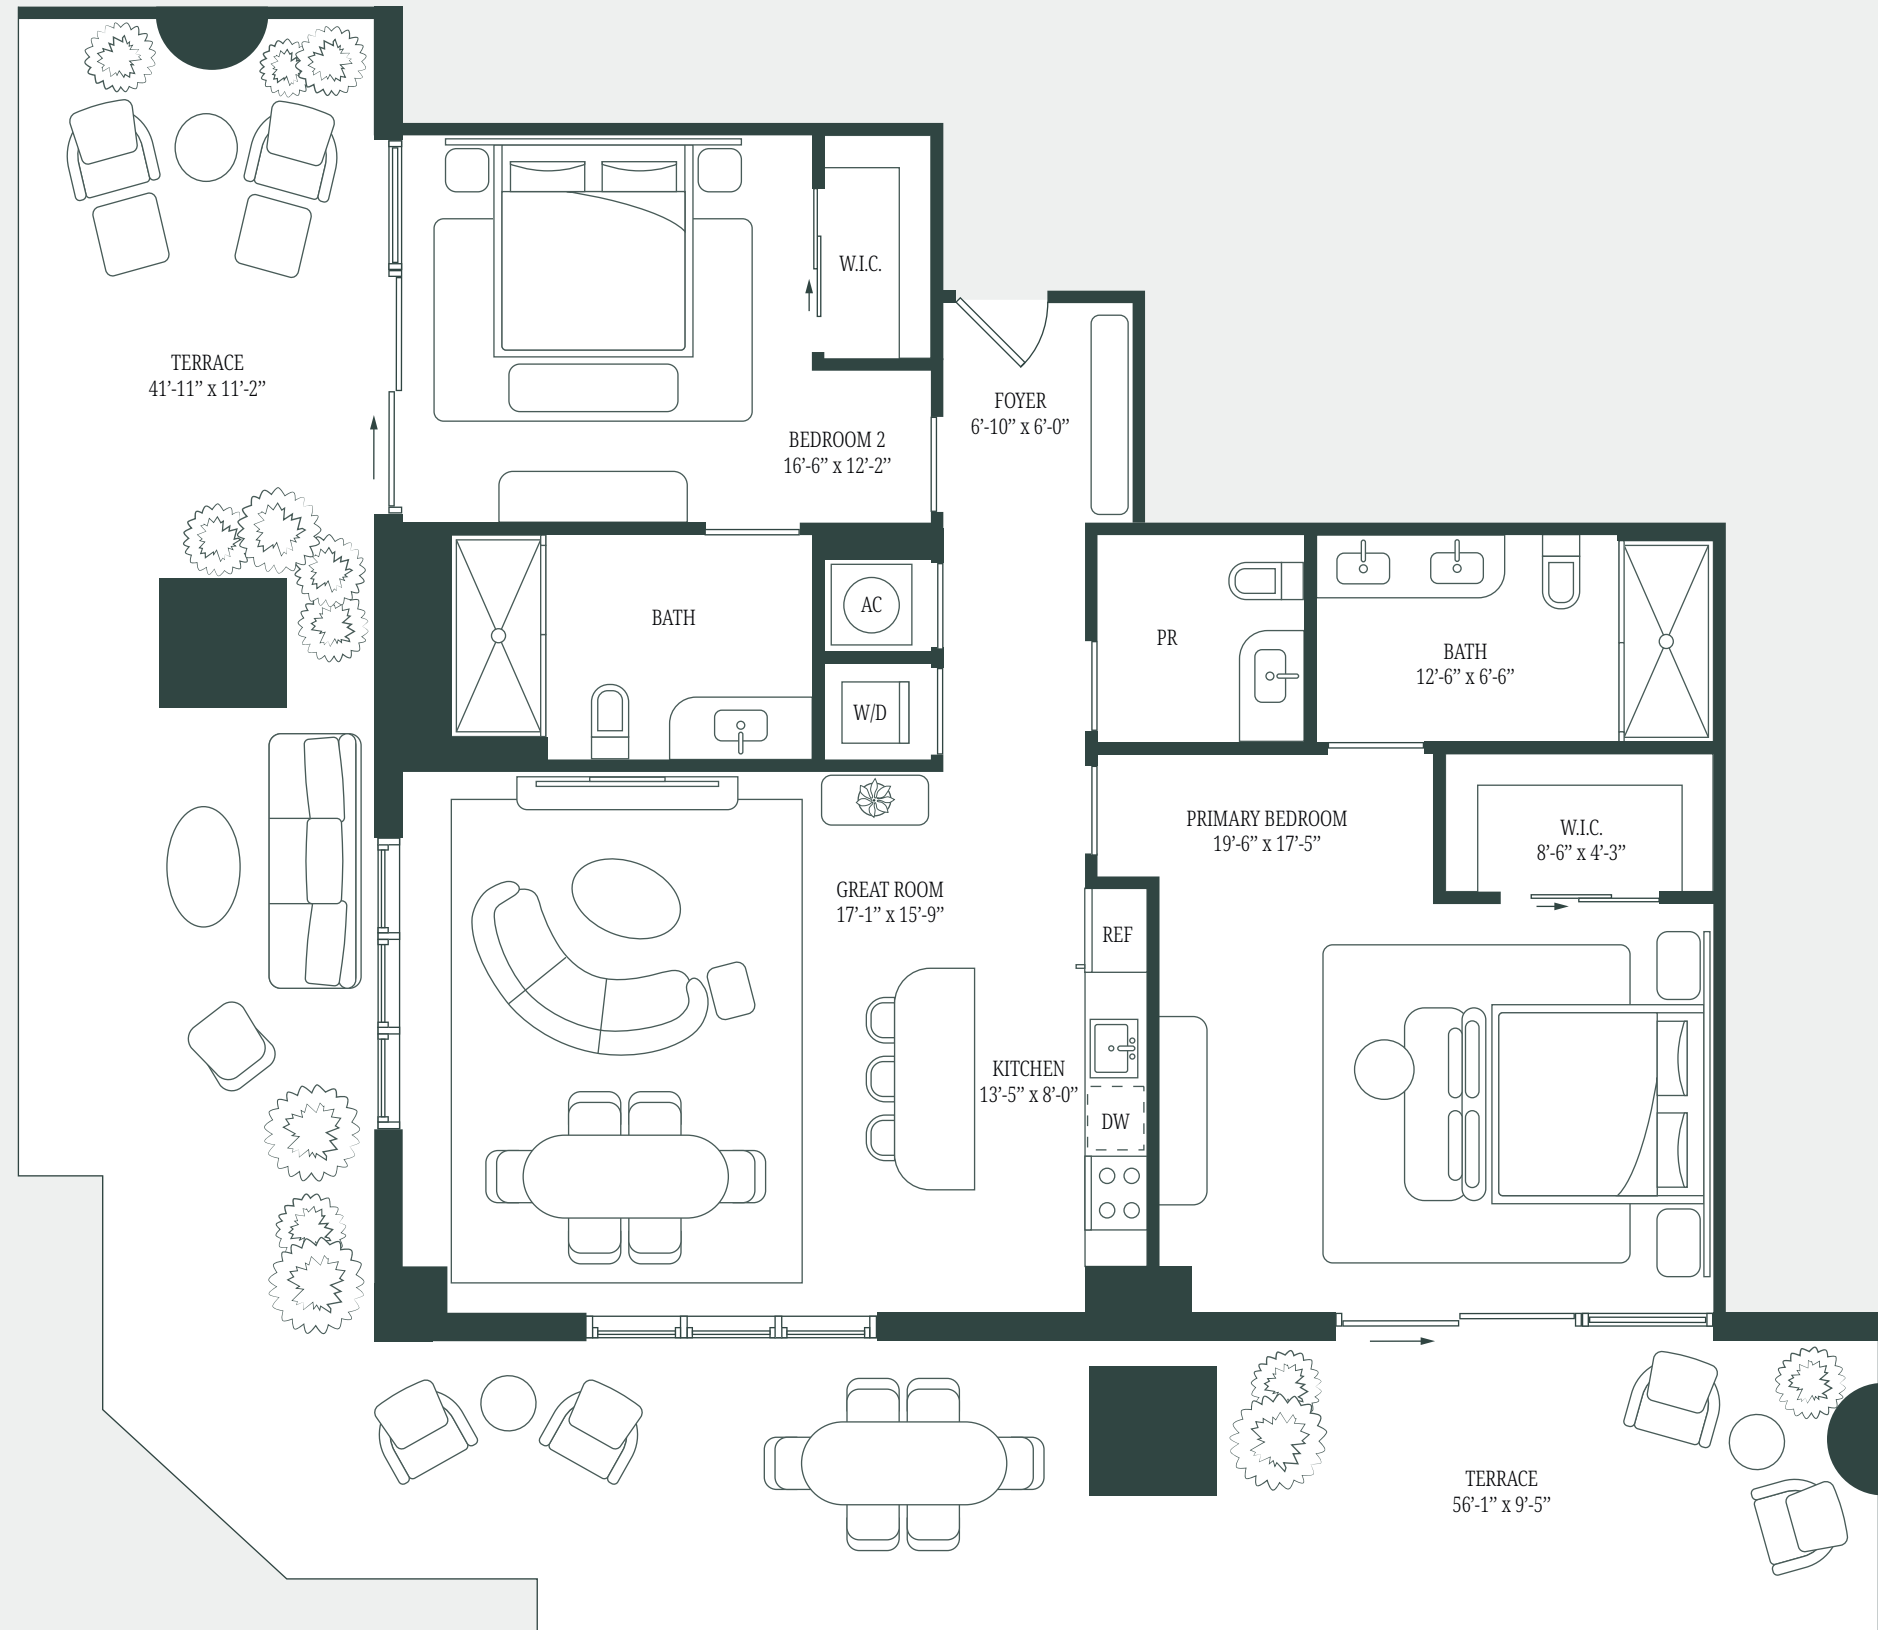 W.I.C.
TERRACE
41’-11” x 11’-2”
FOYER
6’-10” x 6’-0”
BEDROOM 2
16’-6” x 12’-2”
AC
BATH
PR
BATH
12’-6” x 6’-6”
W/D
PRIMARY BEDROOM
19’-6” x 17’-5”
W.I.C.
8’-6” x 4’-3”
GREAT ROOM
17’-1” x 15’-9”
REF
KITCHEN
13’-5” x 8’-0”
DW
TERRACE
56’-1” x 9’-5”